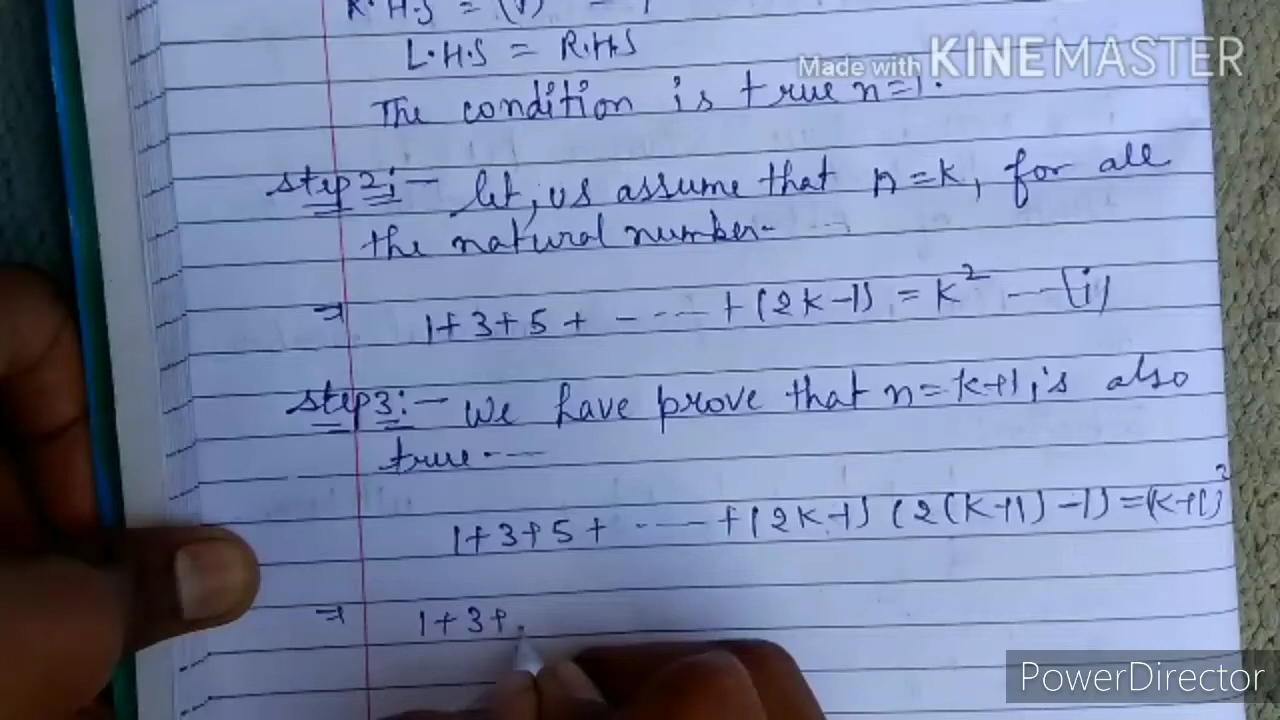 R.H.S = (1) = 1
L.H.S = R.H.S
Made with KINEMASTER
The condition is true n=1.
step2:- let, us assume that n=k, for all
the natural number- ---
⇒ 1+3+5+ ----+(2k-1) = k² —(i)
step3:- we have prove that n=k+1, is also
true.--
1+3+5+ ----+(2k-1) (2(k+1)-1)=(k+1)²
⇒ 1+3+.
PowerDirector